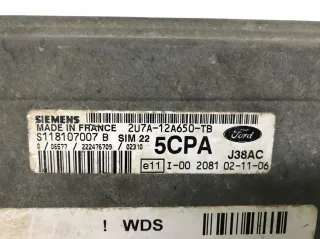 SIEMENS
MADE IN FRANCE 2U7A-12A650-TB
S118107007 B SIM 22 5CPA Ford
0 / 06577 / 222476709 / 02310 J38AC
e11 I-00 2081 02-11-06
! WDS